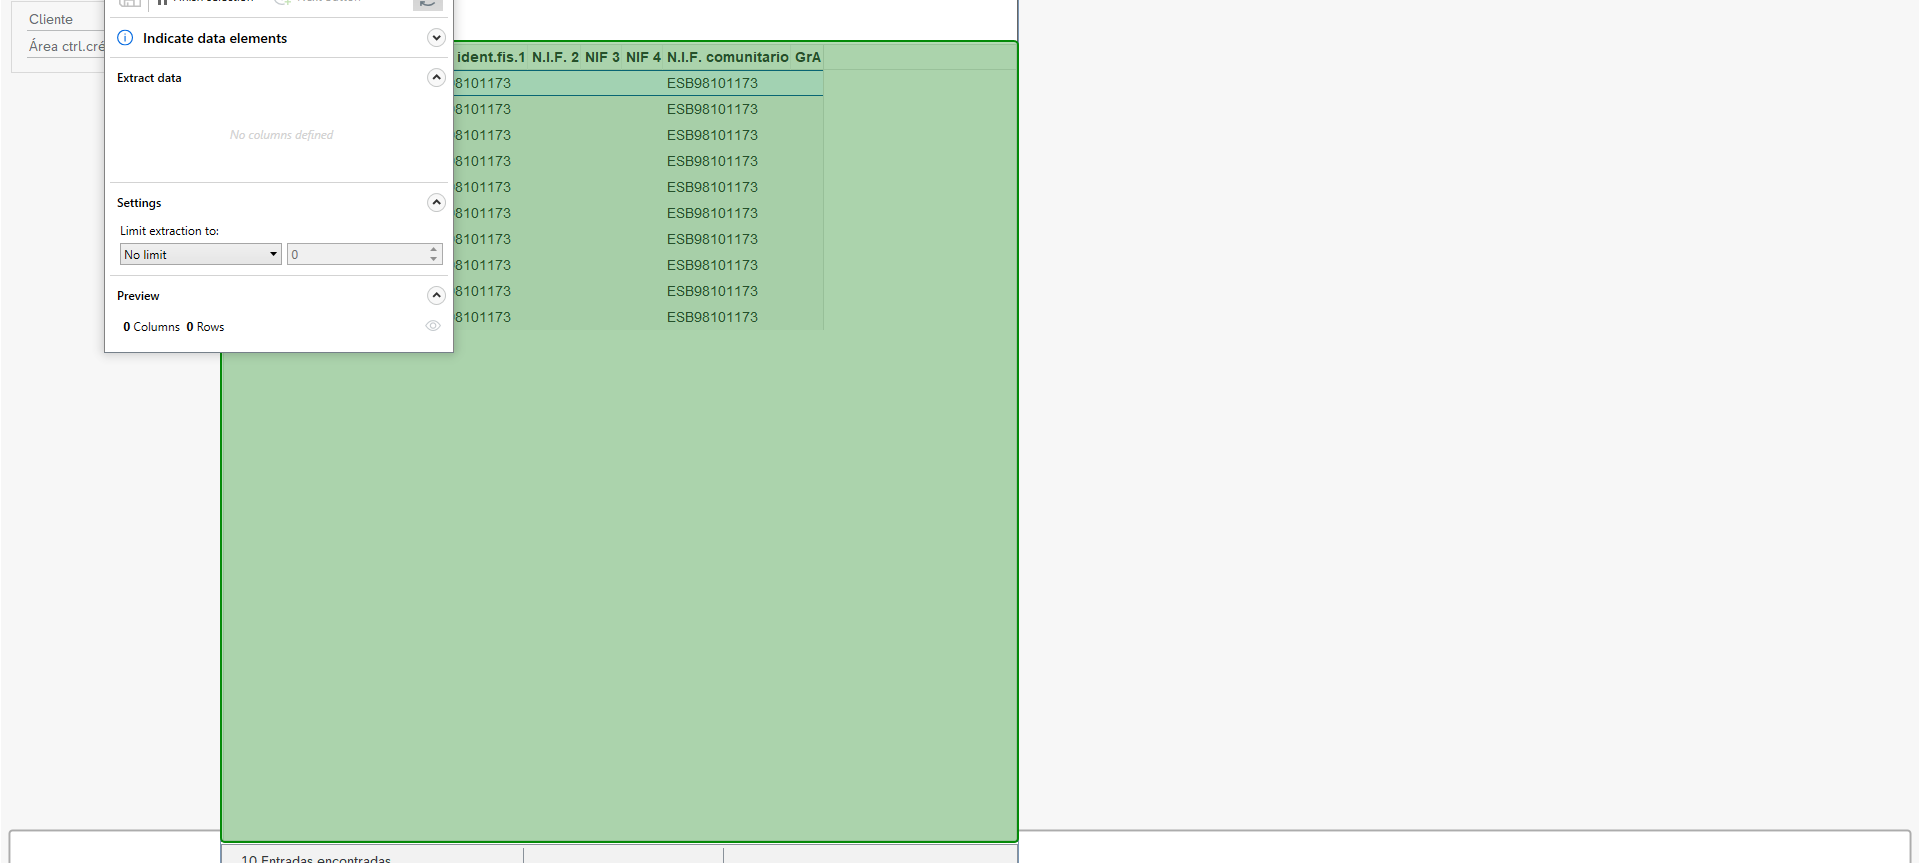 Cliente
Área ctrl.cré
Indicate data elements
Extract data
No columns defined
Settings
Limit extraction to:
No limit 0
Preview
0 Columns 0 Rows
ident.fis.1 N.I.F. 2 NIF 3 NIF 4 N.I.F. comunitario GrA
8101173 ESB98101173
8101173 ESB98101173
8101173 ESB98101173
8101173 ESB98101173
8101173 ESB98101173
8101173 ESB98101173
8101173 ESB98101173
8101173 ESB98101173
8101173 ESB98101173
8101173 ESB98101173
10 Entradas encontradas